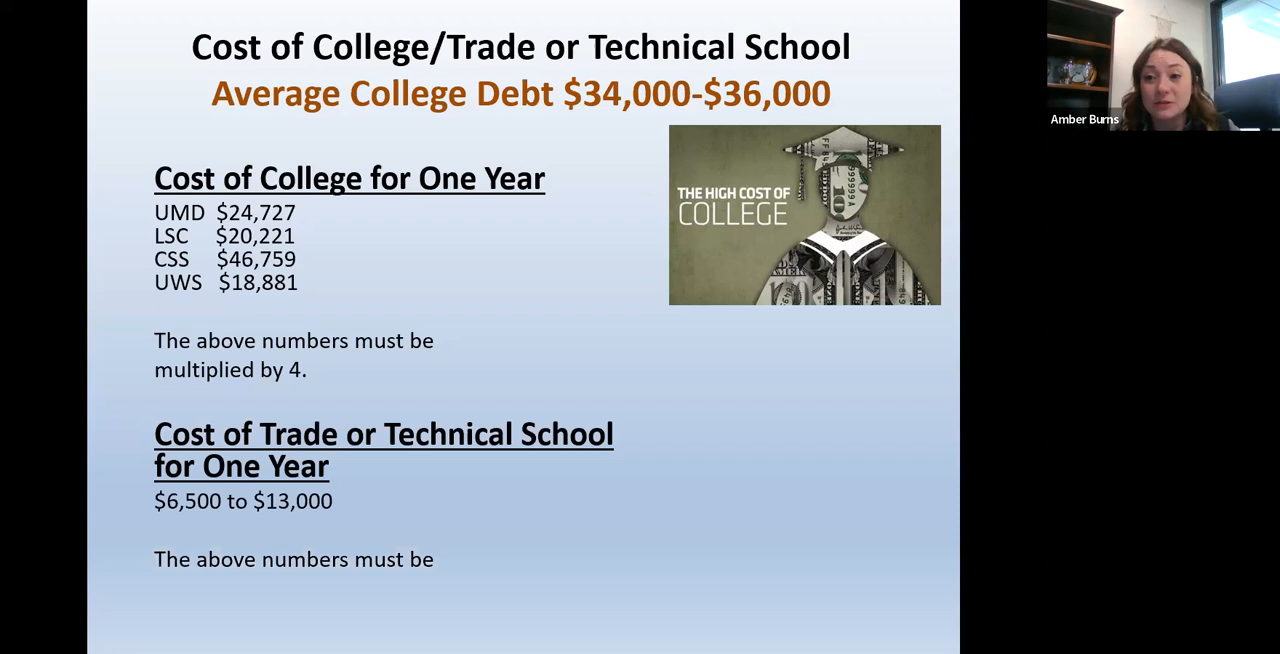 Cost of College/Trade or Technical School
Average College Debt $34,000-$36,000
Amber Burns
THE HIGH COST OF
COLLEGE
Cost of College for One Year
UMD $24,727
LSC $20,221
CSS $46,759
UWS $18,881
The above numbers must be
multiplied by 4.
Cost of Trade or Technical School
for One Year
$6,500 to $13,000
The above numbers must be